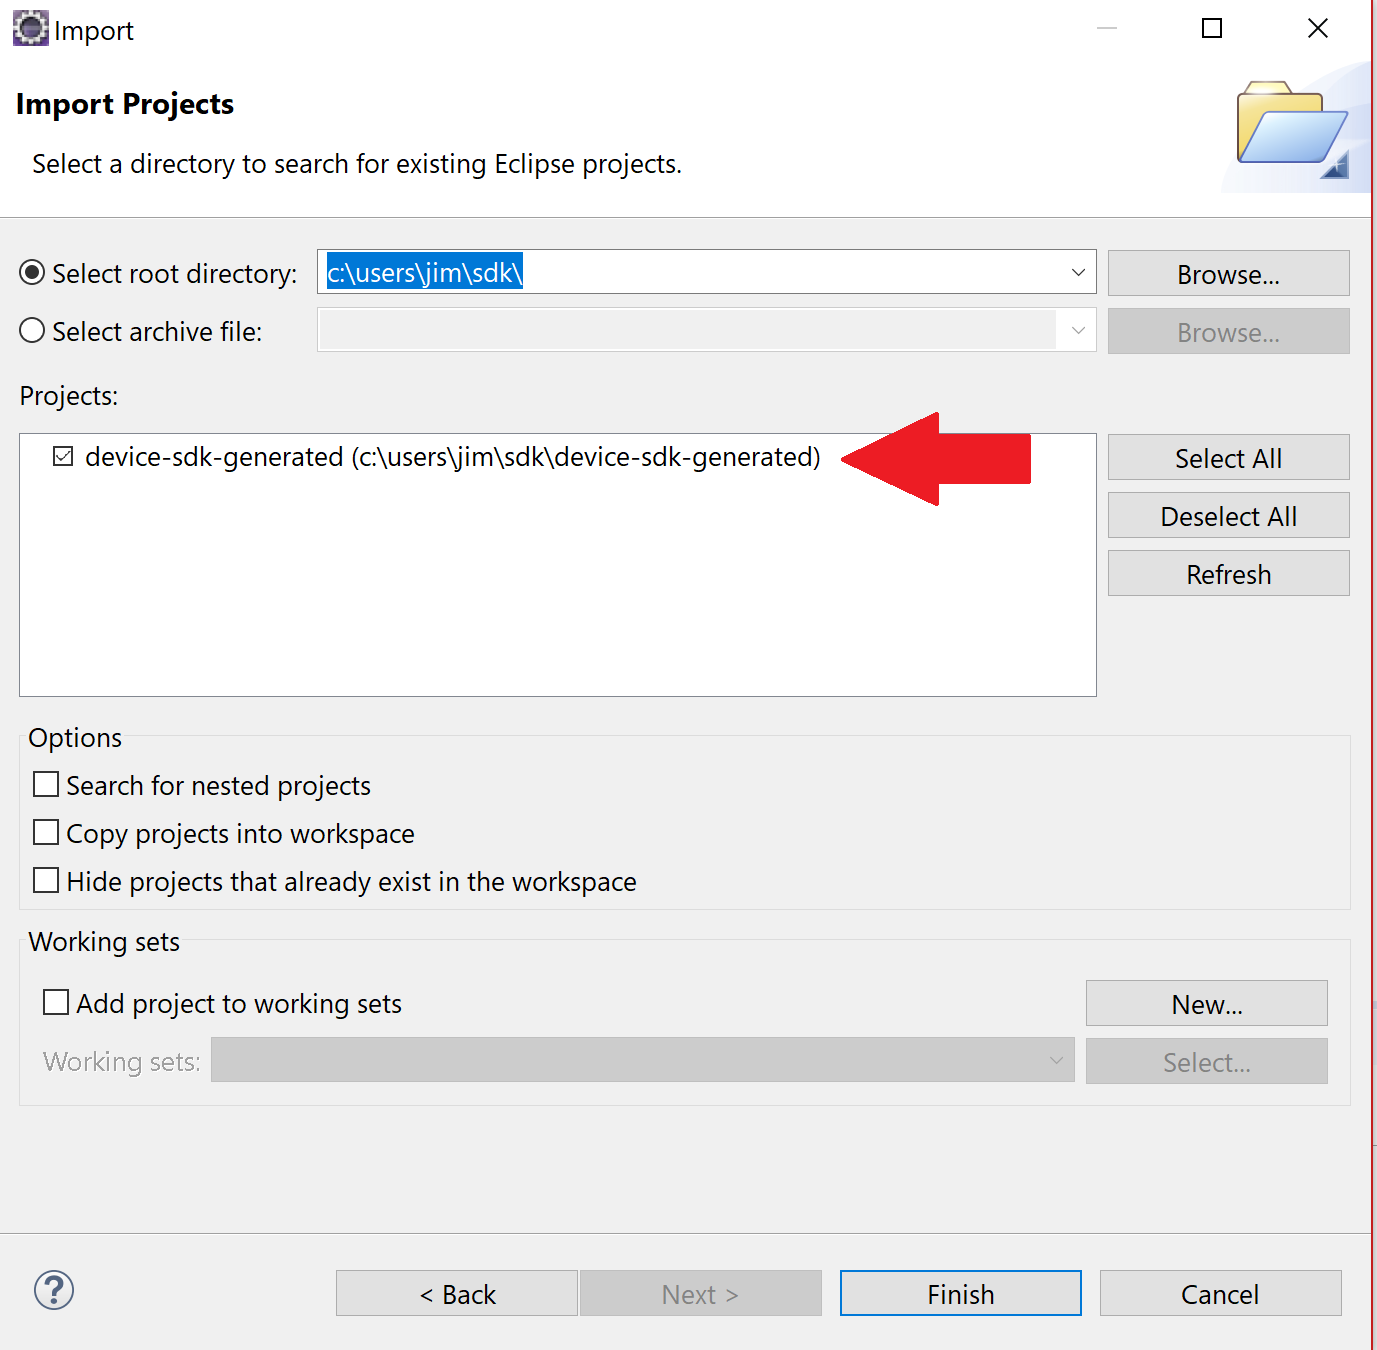 Import
Import Projects
Select a directory to search for existing Eclipse projects.
Select root directory: c:\users\jim\sdk\ Browse...
Select archive file: Browse...
Projects:
device-sdk-generated (c:\users\jim\sdk\device-sdk-generated)
Select All
Deselect All
Refresh
Options
Search for nested projects
Copy projects into workspace
Hide projects that already exist in the workspace
Working sets
Add project to working sets New...
Working sets: Select...
? < Back Next > Finish Cancel